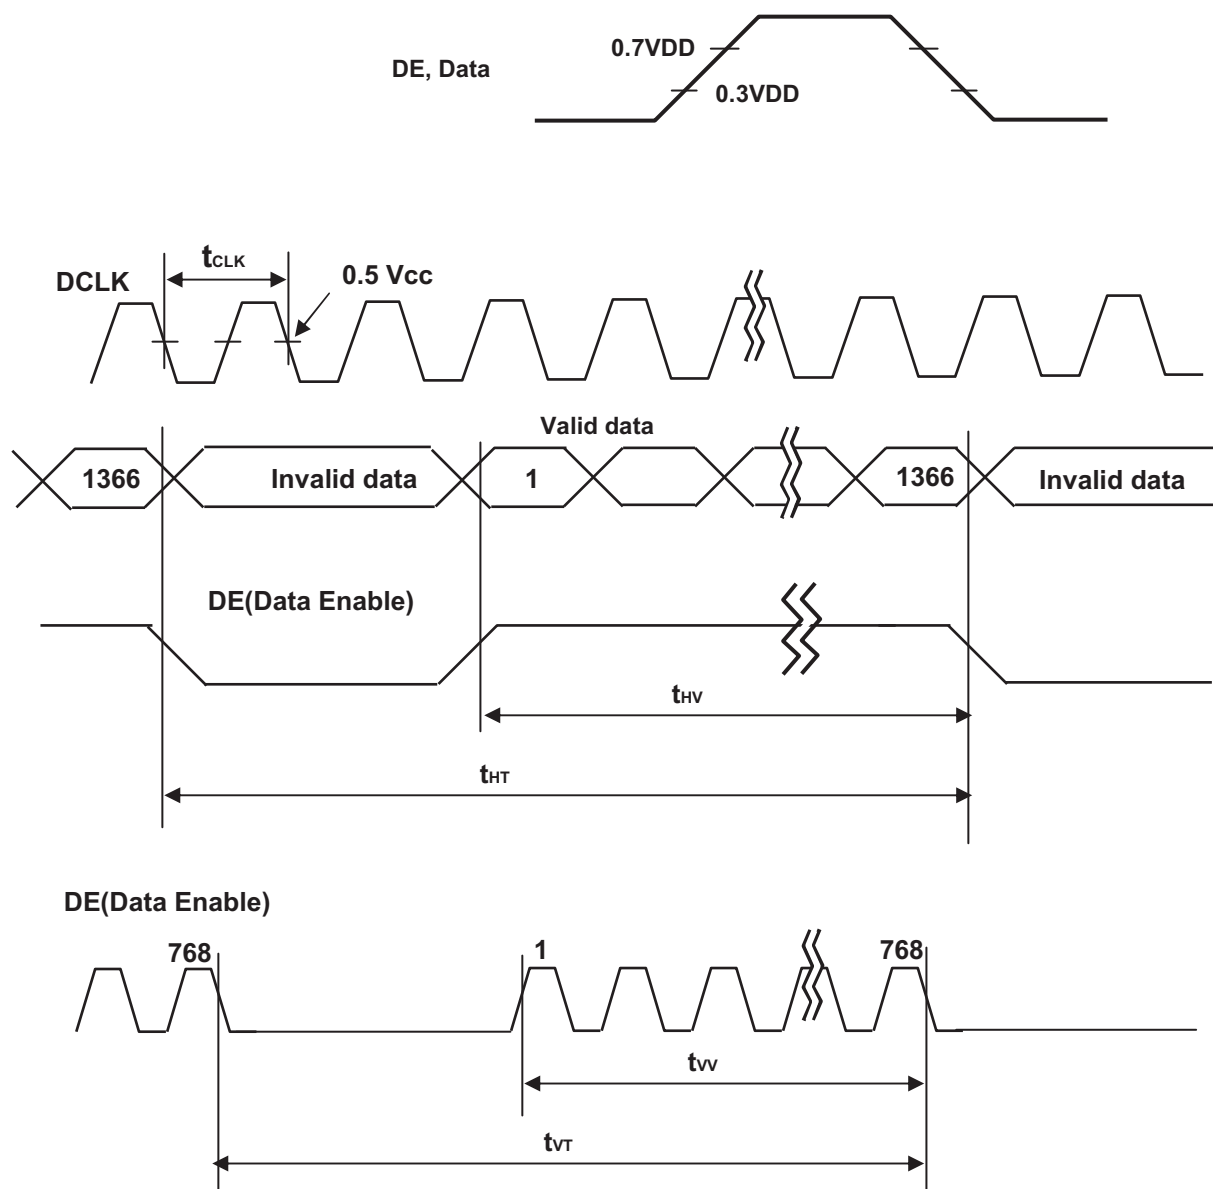 0.7VDD
DE, Data
0.3VDD
tCLK
DCLK
0.5 Vcc
Valid data
1366
Invalid data
1
1366
Invalid data
DE(Data Enable)
tHV
tHT
DE(Data Enable)
768
1
768
tVV
tVT